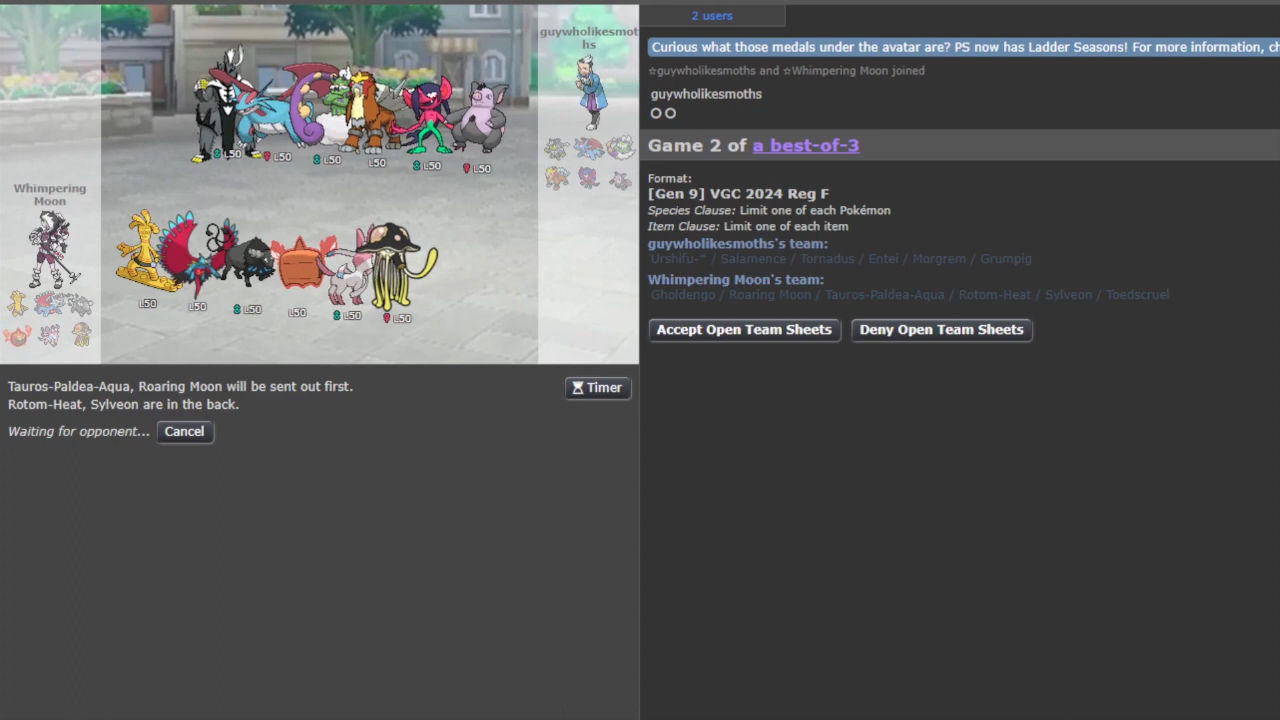 guywholikesmot
hs
L50
L50
L50
L50
L50
L50
Whimpering
Moon
L50
L50
L50
L50
L50
L50
Tauros-Paldea-Aqua, Roaring Moon will be sent out first.
Rotom-Heat, Sylveon are in the back.
Timer
Waiting for opponent...
Cancel
2 users
Curious what those medals under the avatar are? PS now has Ladder Seasons! For more information, ch
☆guywholikesmoths and ☆Whimpering Moon joined
guywholikesmoths
Game 2 of a best-of-3
Format:
[Gen 9] VGC 2024 Reg F
Species Clause: Limit one of each Pokémon
Item Clause: Limit one of each item
guywholikesmoths's team:
Urshifu-* / Salamence / Tornadus / Entei / Morgrem / Grumpig
Whimpering Moon's team:
Gholdengo / Roaring Moon / Tauros-Paldea-Aqua / Rotom-Heat / Sylveon / Toedscruel
Accept Open Team Sheets
Deny Open Team Sheets